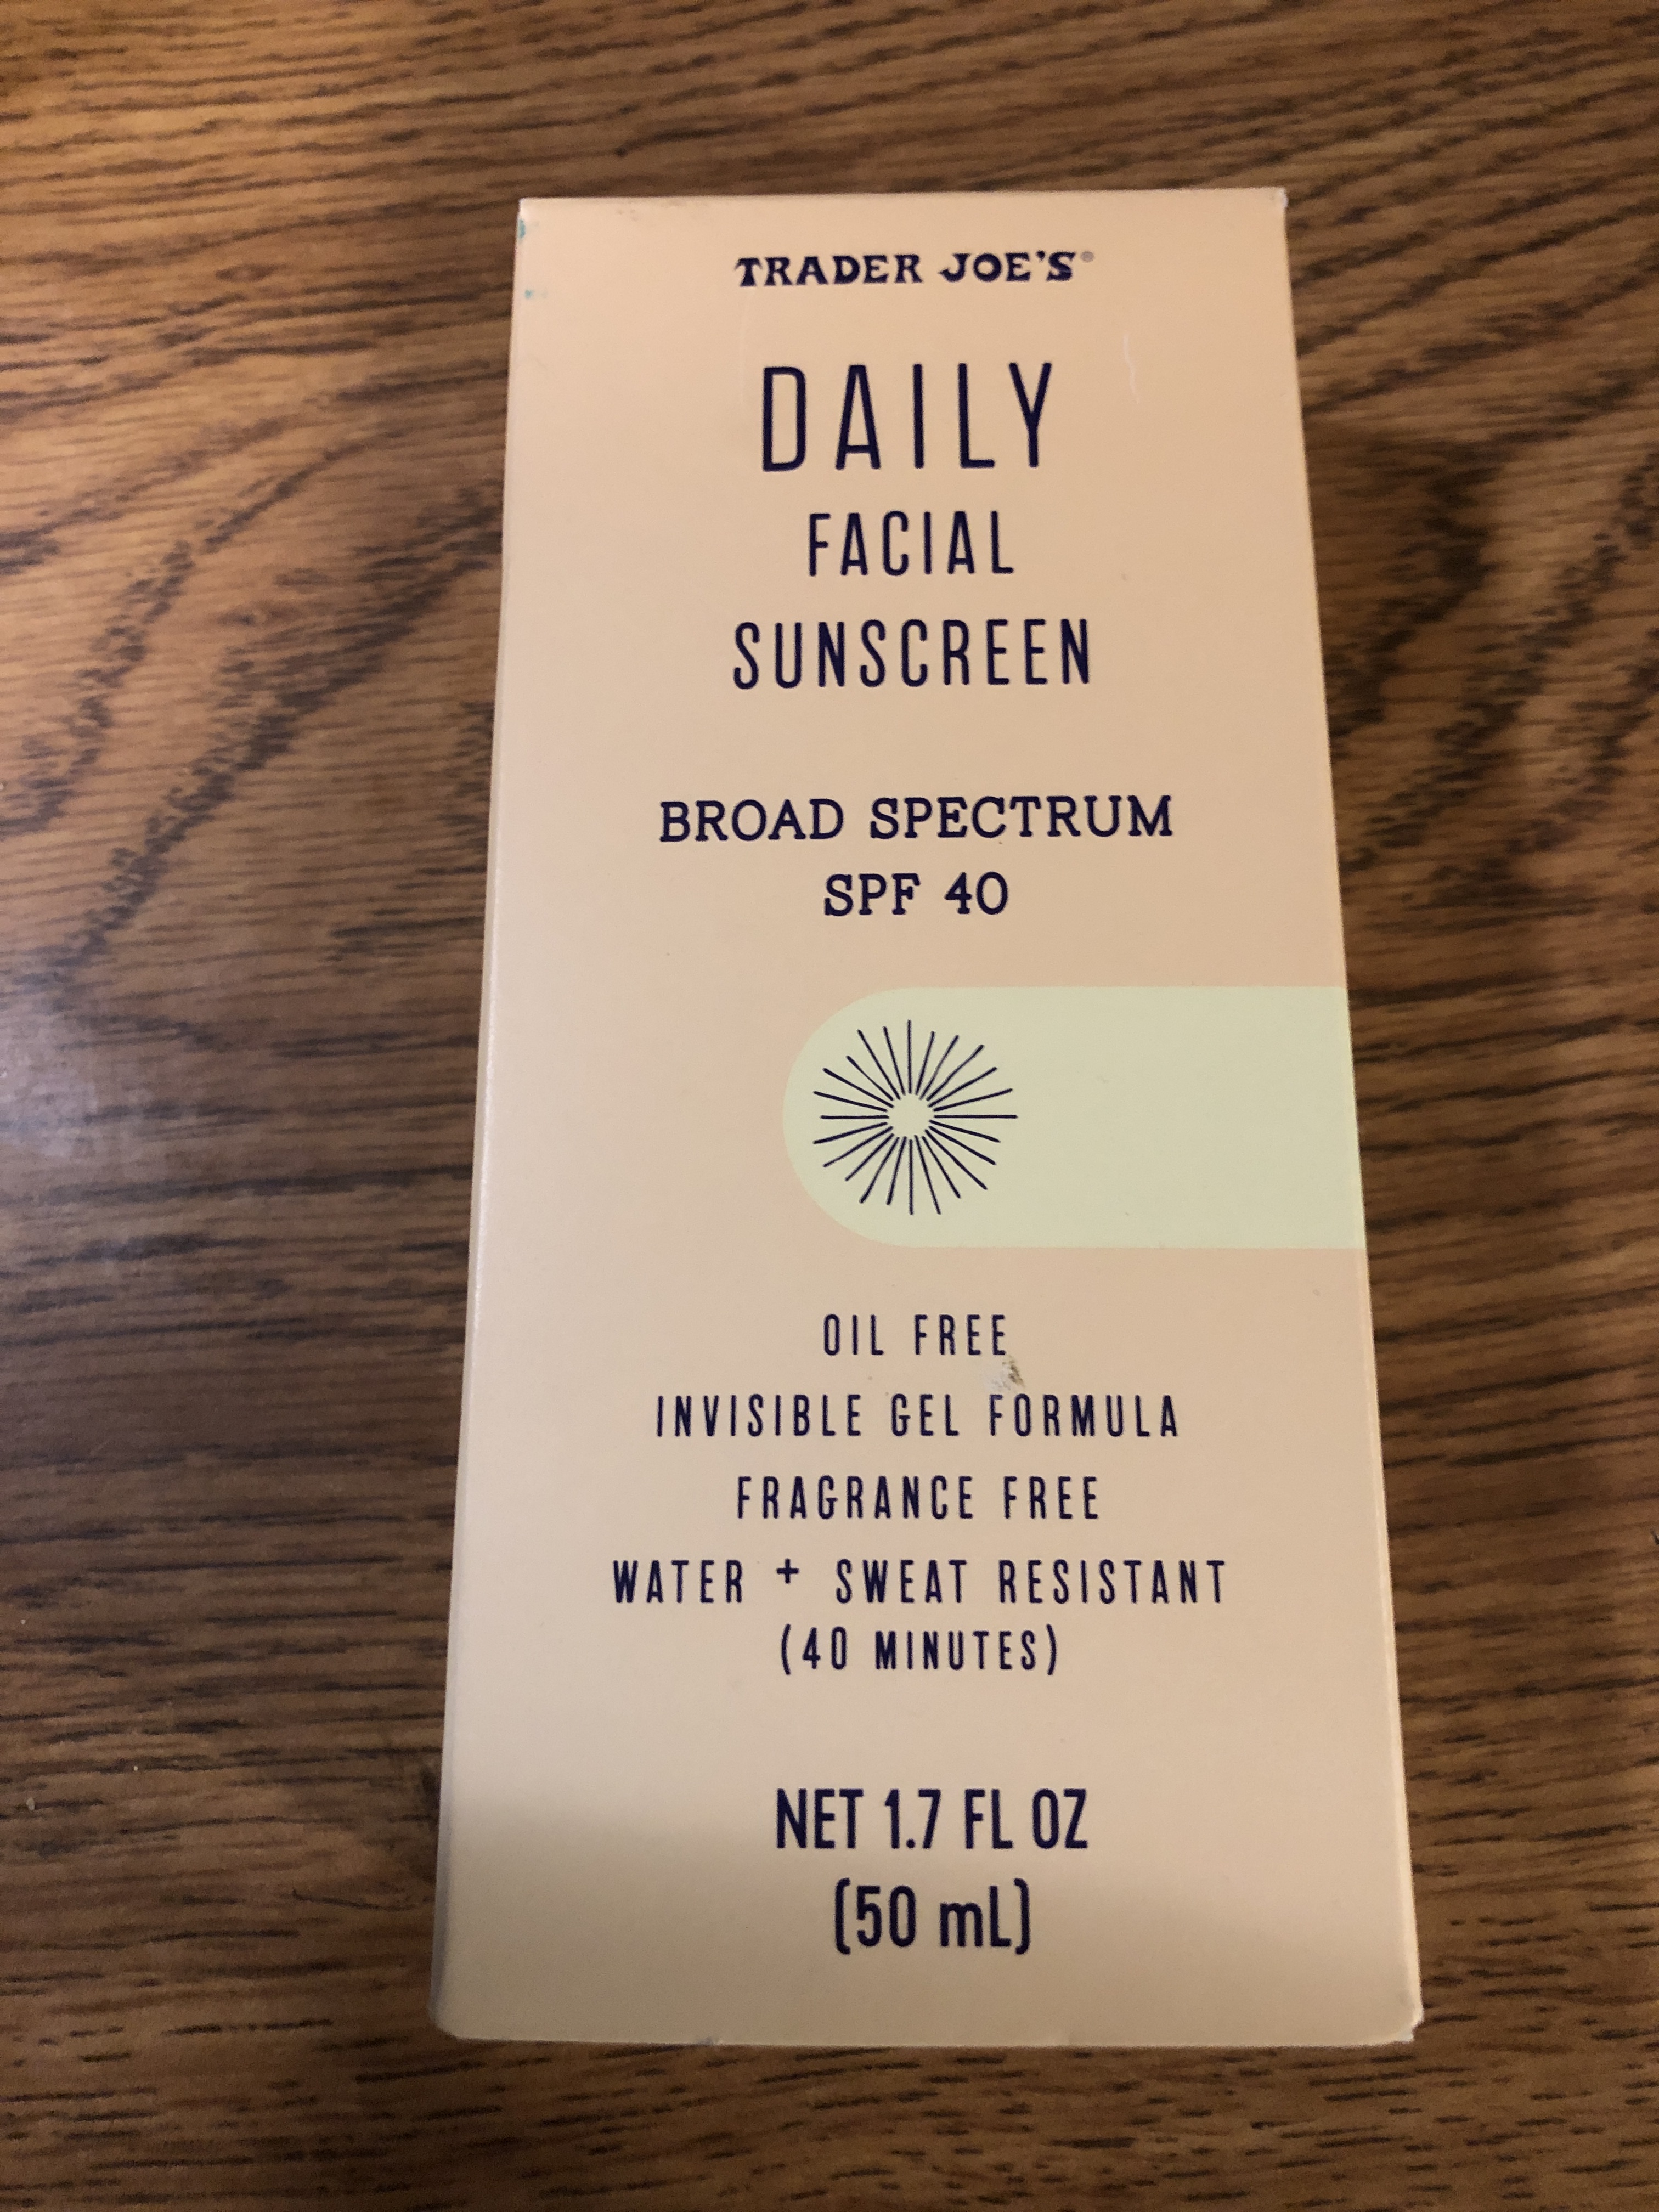 TRADER JOE'S®
DAILY
FACIAL
SUNSCREEN
BROAD SPECTRUM
SPF 40
OIL FREE
INVISIBLE GEL FORMULA
FRAGRANCE FREE
WATER + SWEAT RESISTANT
(40 MINUTES)
NET 1.7 FL OZ
(50 mL)